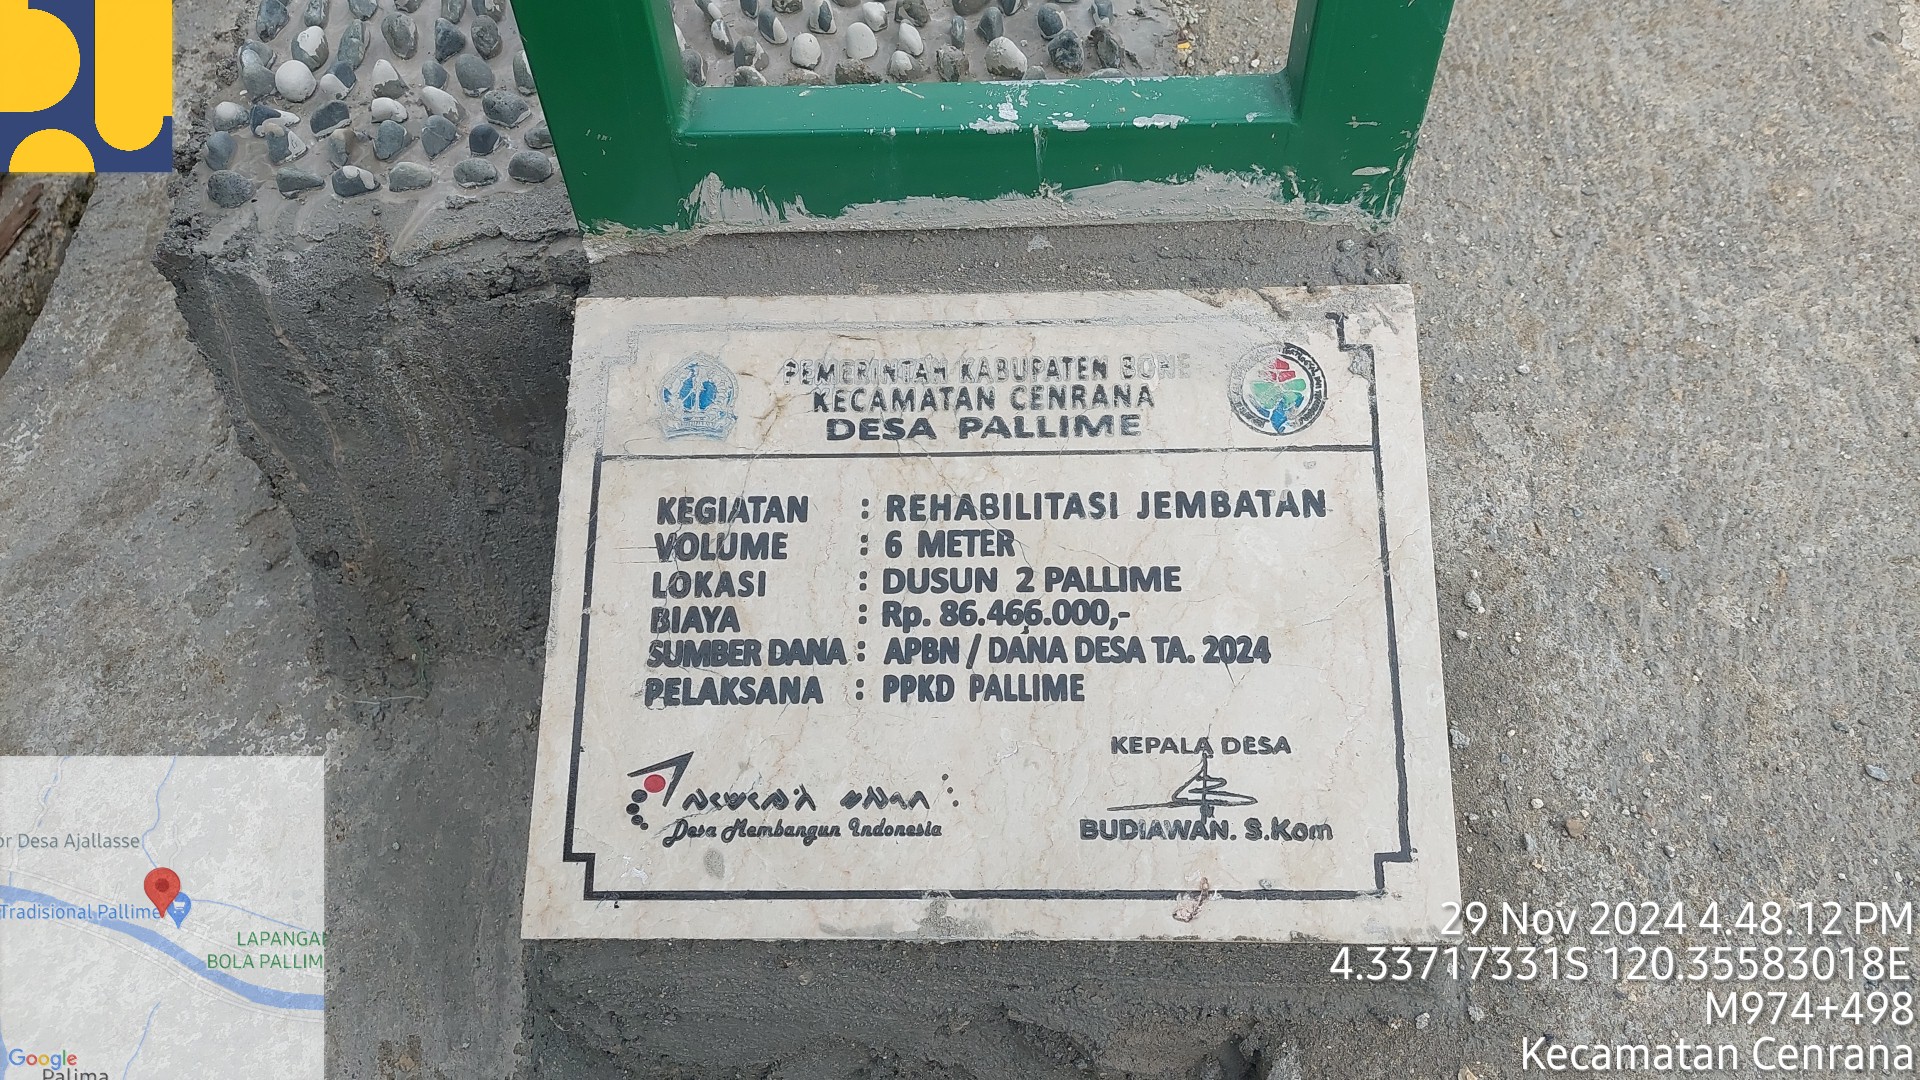 PEMERINTAH KABUPATEN BONE
KECAMATAN CENRANA
DESA PALLIME
KEGIATAN : REHABILITASI JEMBATAN
VOLUME : 6 METER
LOKASI : DUSUN 2 PALLIME
BIAYA : Rp. 86.466.000,-
SUMBER DANA : APBN / DANA DESA TA. 2024
PELAKSANA : PPKD PALLIME
KEPALA DESA
BUDIAWAN. S.Kom
Desa Membangun Indonesia
or Desa Ajallasse
Tradisional Pallime
LAPANGAN
BOLA PALLIM
Google
Palima
29 Nov 2024 4.48.12 PM
4.33717331S 120.35583018E
M974+498
Kecamatan Cenrana